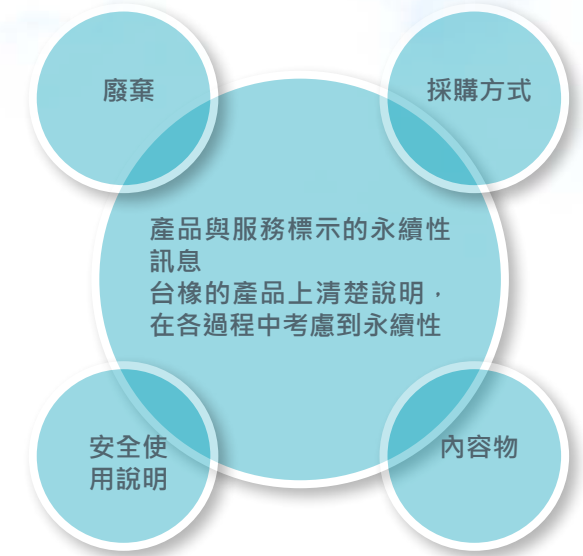 廢棄
採購方式
產品與服務標示的永續性
訊息
台橡的產品上清楚說明，
在各過程中考慮到永續性
安全使
用說明
內容物